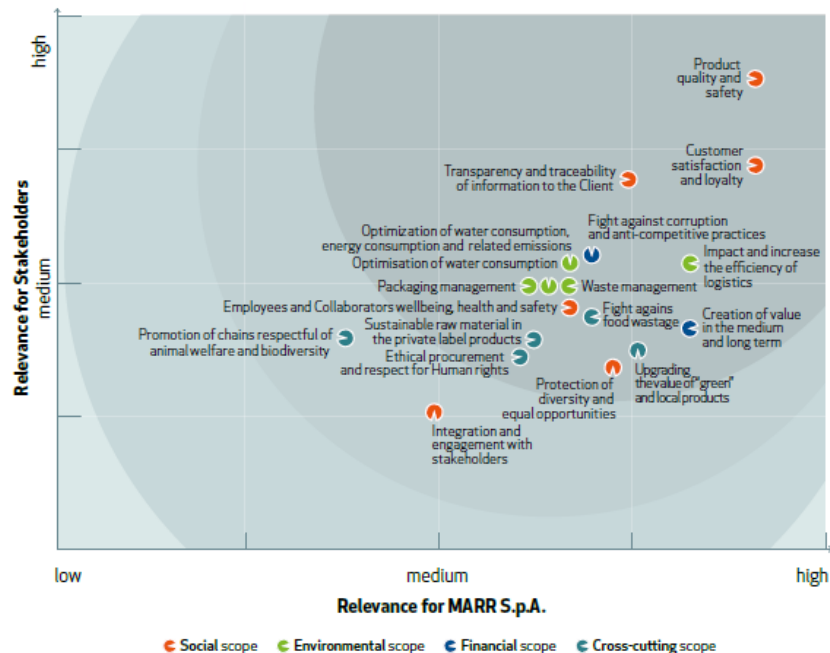 high
Product
quality and
safety
Customer
satisfaction
and loyalty
Transparency and traceability
of information to the Client
Relevance for Stakeholders
Fight against corruption
and anti-competitive practices
Optimization of water consumption,
energy consumption and related emissions
Impact and increase
the efficiency of
logistics
Optimisation of water consumption
medium
Packaging management
Waste management
Employees and Collaborators wellbeing, health and safety
Fight agains
food wastage
Creation of value
in the medium
and long term
Promotion of chains respectful of
animal welfare and biodiversity
Sustainable raw material in
the private label products
Ethical procurement
and respect for Human rights
Upgrading
the value of "green"
and local products
Protection of
diversity and
equal opportunities
Integration and
engagement with
stakeholders
low
medium
high
Relevance for MARR S.p.A.
Social scope
Environmental scope
Financial scope
Cross-cutting scope